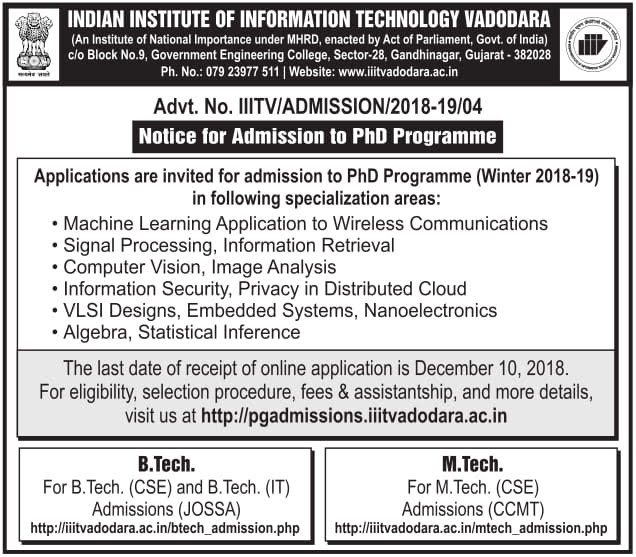 INDIAN INSTITUTE OF INFORMATION TECHNOLOGY VADODARA
(An Institute of National Importance under MHRD, enacted by Act of Parliament, Govt. of India)
c/o Block No.9, Government Engineering College, Sector-28, Gandhinagar, Gujarat - 382028
Ph. No.: 079 23977 511 | Website: www.iiitvadodara.ac.in
सत्यमेव जयते
Advt. No. IIITV/ADMISSION/2018-19/04
Notice for Admission to PhD Programme
Applications are invited for admission to PhD Programme (Winter 2018-19)
in following specialization areas:
• Machine Learning Application to Wireless Communications
• Signal Processing, Information Retrieval
• Computer Vision, Image Analysis
• Information Security, Privacy in Distributed Cloud
• VLSI Designs, Embedded Systems, Nanoelectronics
• Algebra, Statistical Inference
The last date of receipt of online application is December 10, 2018.
For eligibility, selection procedure, fees & assistantship, and more details,
visit us at http://pgadmissions.iiitvadodara.ac.in
B.Tech.
For B.Tech. (CSE) and B.Tech. (IT)
Admissions (JOSSA)
http://iiitvadodara.ac.in/btech_admission.php
M.Tech.
For M.Tech. (CSE)
Admissions (CCMT)
http://iiitvadodara.ac.in/mtech_admission.php